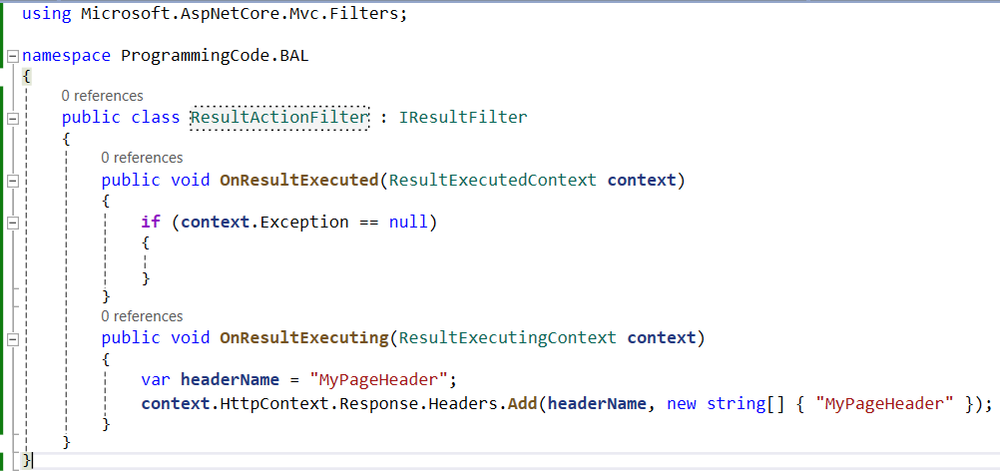 using Microsoft.AspNetCore.Mvc.Filters;
namespace ProgrammingCode.BAL
{
0 references
public class ResultActionFilter : IResultFilter
{
0 references
public void OnResultExecuted(ResultExecutedContext context)
{
if (context.Exception == null)
{
}
}
0 references
public void OnResultExecuting(ResultExecutingContext context)
{
var headerName = "MyPageHeader";
context.HttpContext.Response.Headers.Add(headerName, new string[] { "MyPageHeader" });
}
}
}